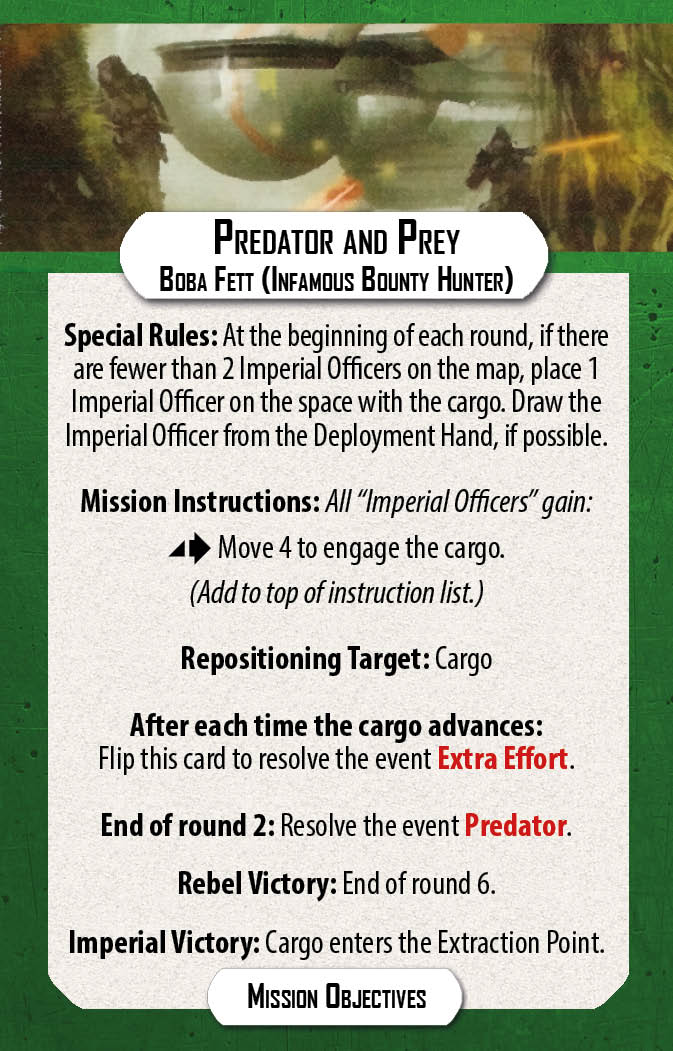 Predator and Prey
Boba Fett (Infamous Bounty Hunter)
Special Rules: At the beginning of each round, if there
are fewer than 2 Imperial Officers on the map, place 1
Imperial Officer on the space with the cargo. Draw the
Imperial Officer from the Deployment Hand, if possible.
Mission Instructions: All “Imperial Officers” gain:
Move 4 to engage the cargo.
(Add to top of instruction list.)
Repositioning Target: Cargo
After each time the cargo advances:
Flip this card to resolve the event Extra Effort.
End of round 2: Resolve the event Predator.
Rebel Victory: End of round 6.
Imperial Victory: Cargo enters the Extraction Point.
Mission Objectives